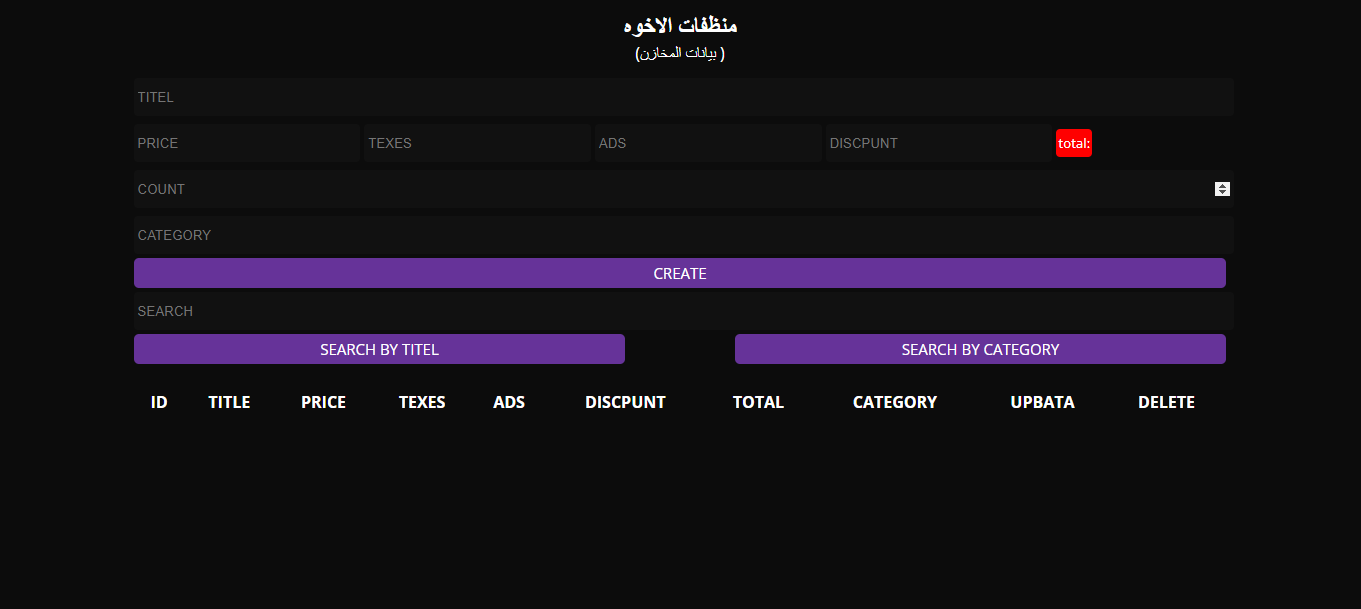 منظفات الاخوه
( بيانات المخازن)
TITEL
PRICE TEXES ADS DISCPUNT total:
COUNT
CATEGORY
CREATE
SEARCH
SEARCH BY TITEL SEARCH BY CATEGORY
ID TITLE PRICE TEXES ADS DISCPUNT TOTAL CATEGORY UPBATA DELETE